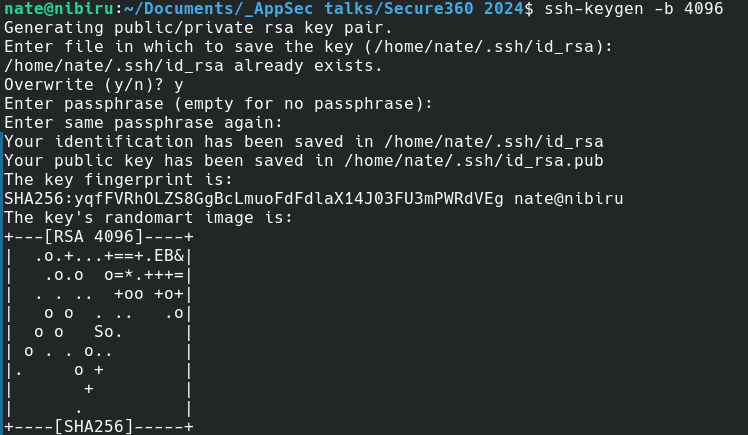 nate@nibiru:~/Documents/_AppSec talks/Secure360 2024$ ssh-keygen -b 4096
Generating public/private rsa key pair.
Enter file in which to save the key (/home/nate/.ssh/id_rsa):
/home/nate/.ssh/id_rsa already exists.
Overwrite (y/n)? y
Enter passphrase (empty for no passphrase):
Enter same passphrase again:
Your identification has been saved in /home/nate/.ssh/id_rsa
Your public key has been saved in /home/nate/.ssh/id_rsa.pub
The key fingerprint is:
SHA256:yqfFVRhOLZS8GgBcLmuoFdFdlaX14J03FU3mPWRdVEg nate@nibiru
The key's randomart image is:
+---[RSA 4096]----+
|  .o.+...+==+.EB&|
|   .o.o  o=*.+++=|
|  . . ..  +oo +o+|
|   o o  . ..   .o|
|  o o   So.      |
| o . . o..       |
|.     o +        |
|       +         |
|      .          |
+----[SHA256]-----+